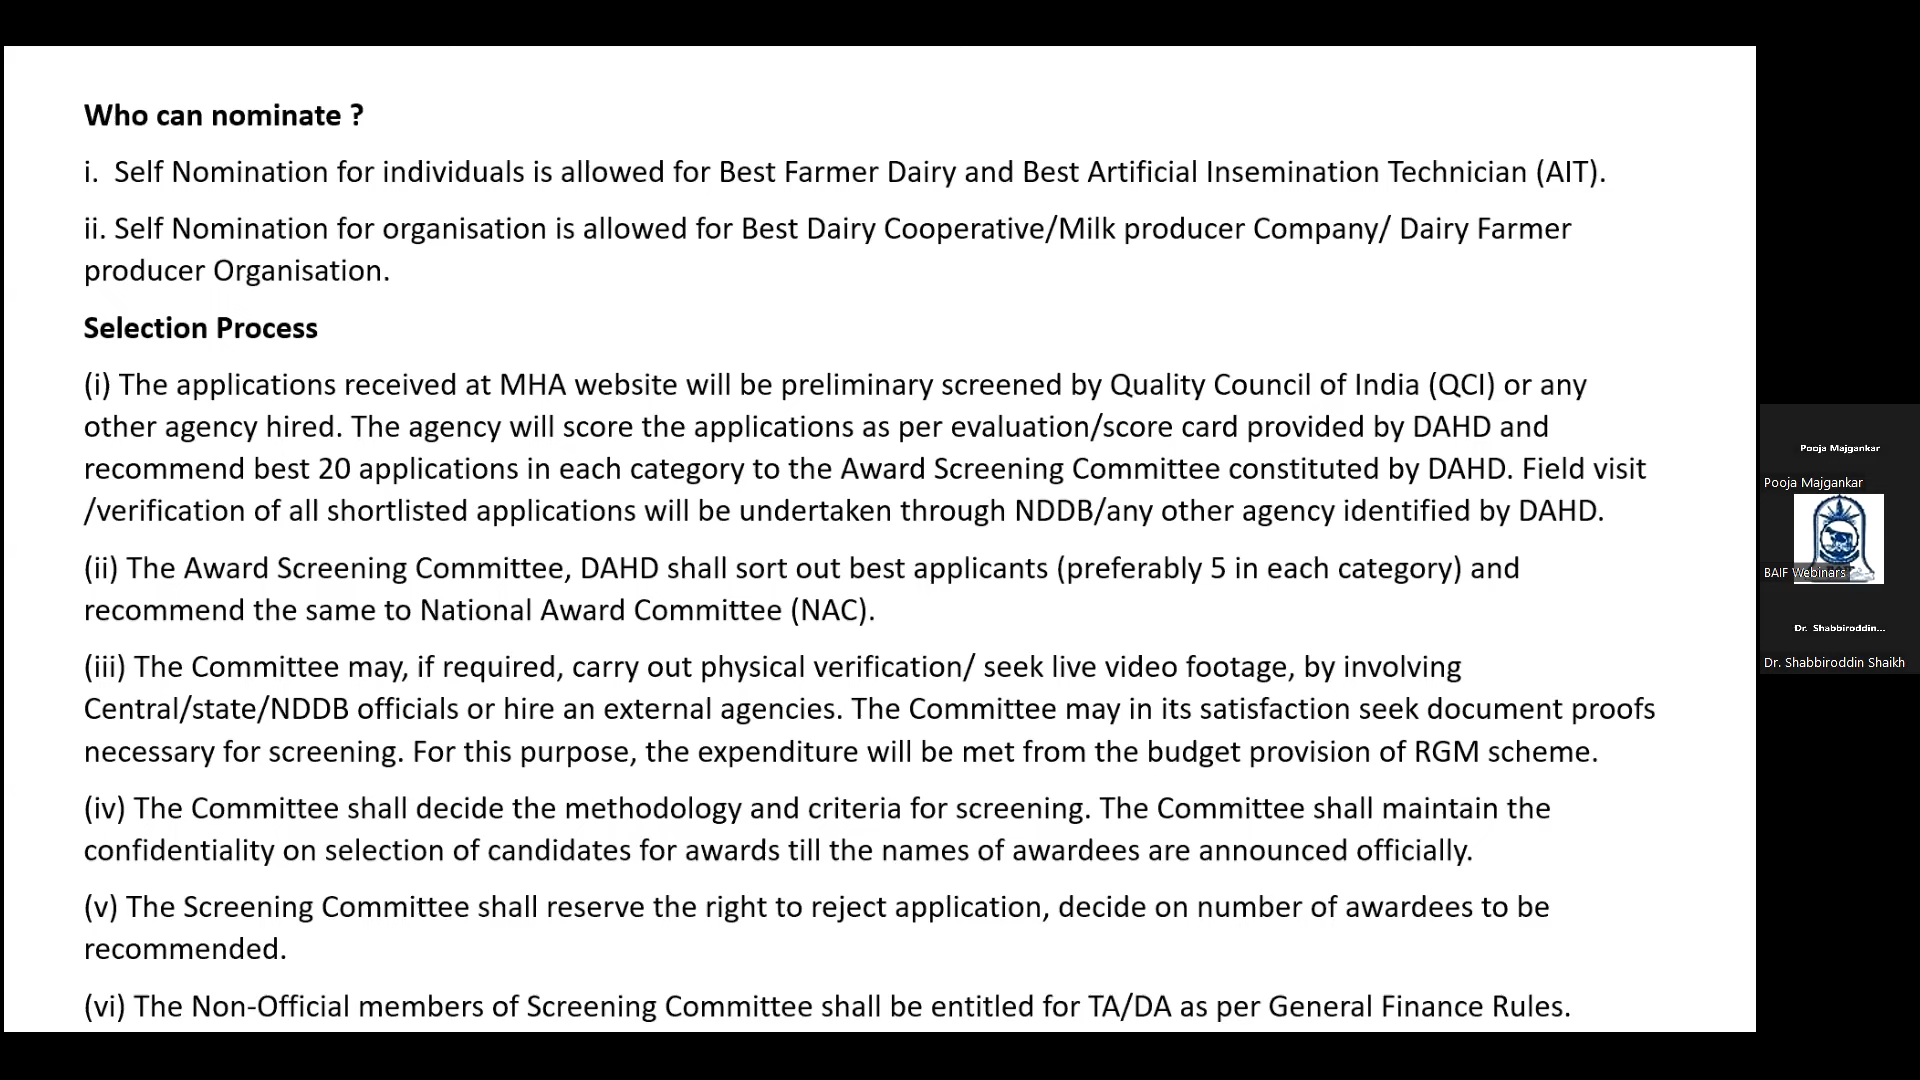 Who can nominate ?
i. Self Nomination for individuals is allowed for Best Farmer Dairy and Best Artificial Insemination Technician (AIT).
ii. Self Nomination for organisation is allowed for Best Dairy Cooperative/Milk producer Company/ Dairy Farmer
producer Organisation.
Selection Process
(i) The applications received at MHA website will be preliminary screened by Quality Council of India (QCI) or any
other agency hired. The agency will score the applications as per evaluation/score card provided by DAHD and
recommend best 20 applications in each category to the Award Screening Committee constituted by DAHD. Field visit
/verification of all shortlisted applications will be undertaken through NDDB/any other agency identified by DAHD.
(ii) The Award Screening Committee, DAHD shall sort out best applicants (preferably 5 in each category) and
recommend the same to National Award Committee (NAC).
(iii) The Committee may, if required, carry out physical verification/ seek live video footage, by involving
Central/state/NDDB officials or hire an external agencies. The Committee may in its satisfaction seek document proofs
necessary for screening. For this purpose, the expenditure will be met from the budget provision of RGM scheme.
(iv) The Committee shall decide the methodology and criteria for screening. The Committee shall maintain the
confidentiality on selection of candidates for awards till the names of awardees are announced officially.
(v) The Screening Committee shall reserve the right to reject application, decide on number of awardees to be
recommended.
(vi) The Non-Official members of Screening Committee shall be entitled for TA/DA as per General Finance Rules.
Pooja Majgankar
Pooja Majgankar
BAIF Webinars
Dr. Shabbiroddin...
Dr. Shabbiroddin Shaikh